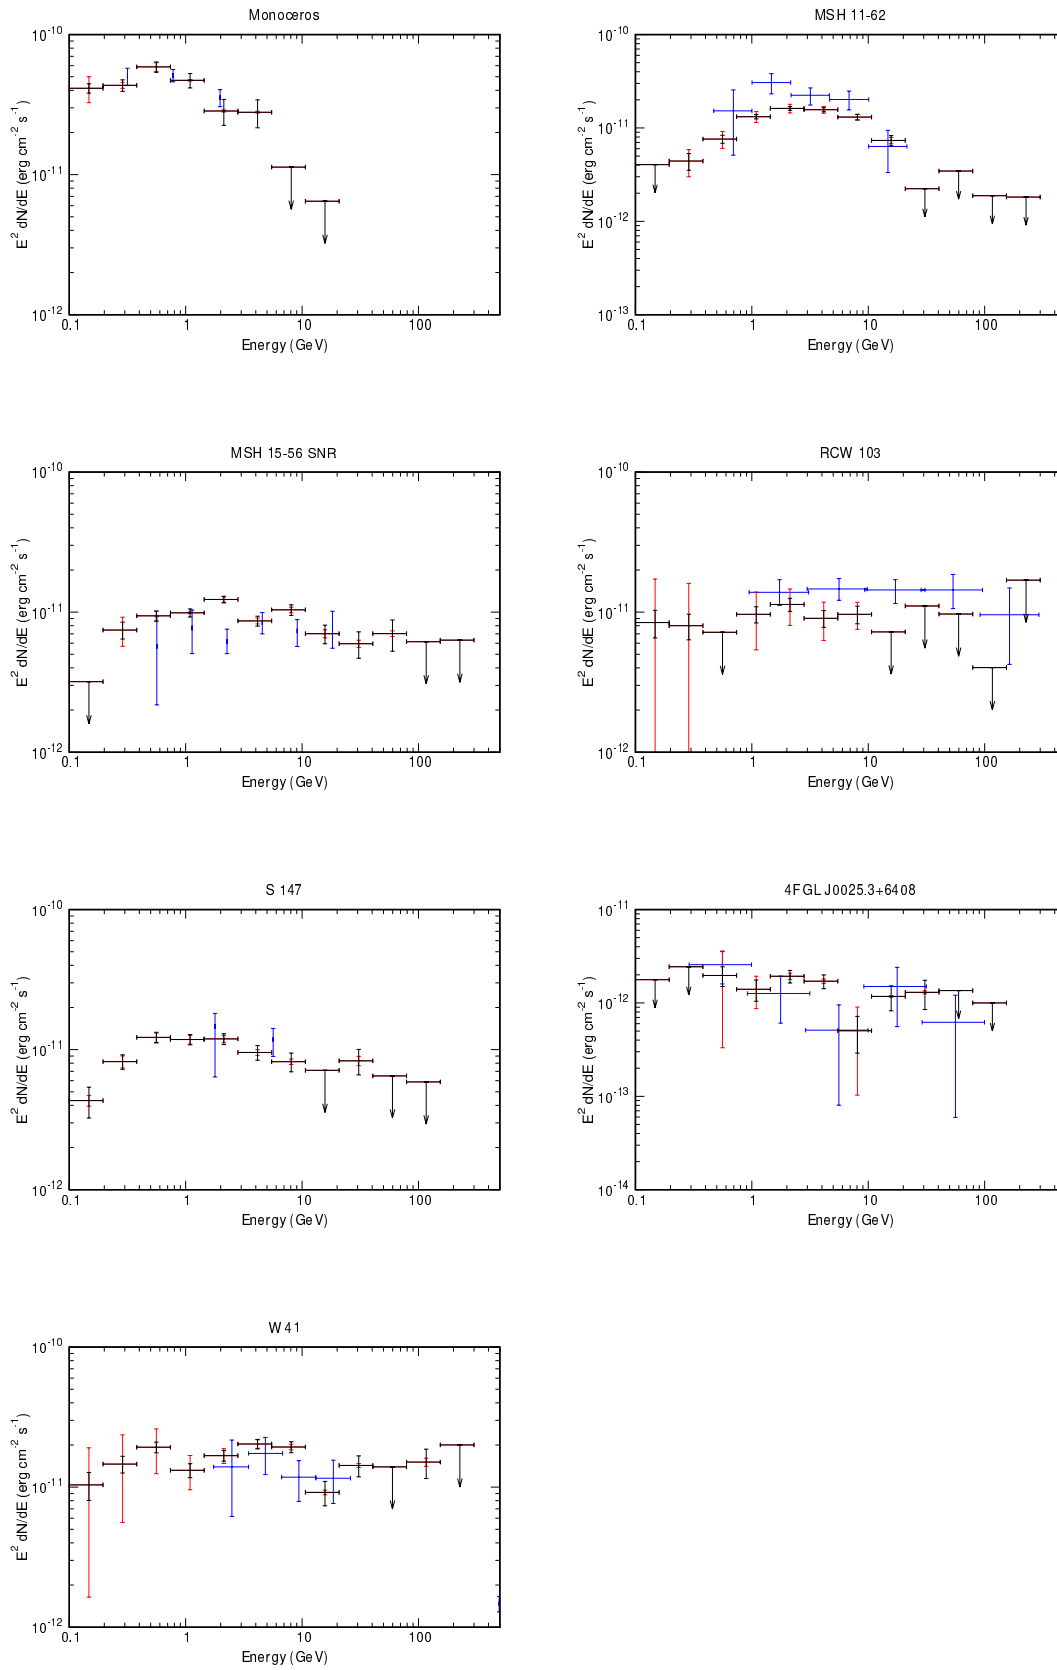 Monoceros
MSH 11-62
E² dN/dE (erg cm⁻² s⁻¹)
10⁻¹⁰
10⁻¹¹
10⁻¹²
0.1 1 10 100
Energy (GeV)
E² dN/dE (erg cm⁻² s⁻¹)
10⁻¹⁰
10⁻¹¹
10⁻¹²
10⁻¹³
0.1 1 10 100
Energy (GeV)
MSH 15-56 SNR
RCW 103
E² dN/dE (erg cm⁻² s⁻¹)
10⁻¹⁰
10⁻¹¹
10⁻¹²
0.1 1 10 100
Energy (GeV)
E² dN/dE (erg cm⁻² s⁻¹)
10⁻¹⁰
10⁻¹¹
10⁻¹²
0.1 1 10 100
Energy (GeV)
S 147
4FGL J0025.3+6408
E² dN/dE (erg cm⁻² s⁻¹)
10⁻¹⁰
10⁻¹¹
10⁻¹²
0.1 1 10 100
Energy (GeV)
E² dN/dE (erg cm⁻² s⁻¹)
10⁻¹¹
10⁻¹²
10⁻¹³
10⁻¹⁴
0.1 1 10 100
Energy (GeV)
W 41
E² dN/dE (erg cm⁻² s⁻¹)
10⁻¹⁰
10⁻¹¹
10⁻¹²
0.1 1 10 100
Energy (GeV)